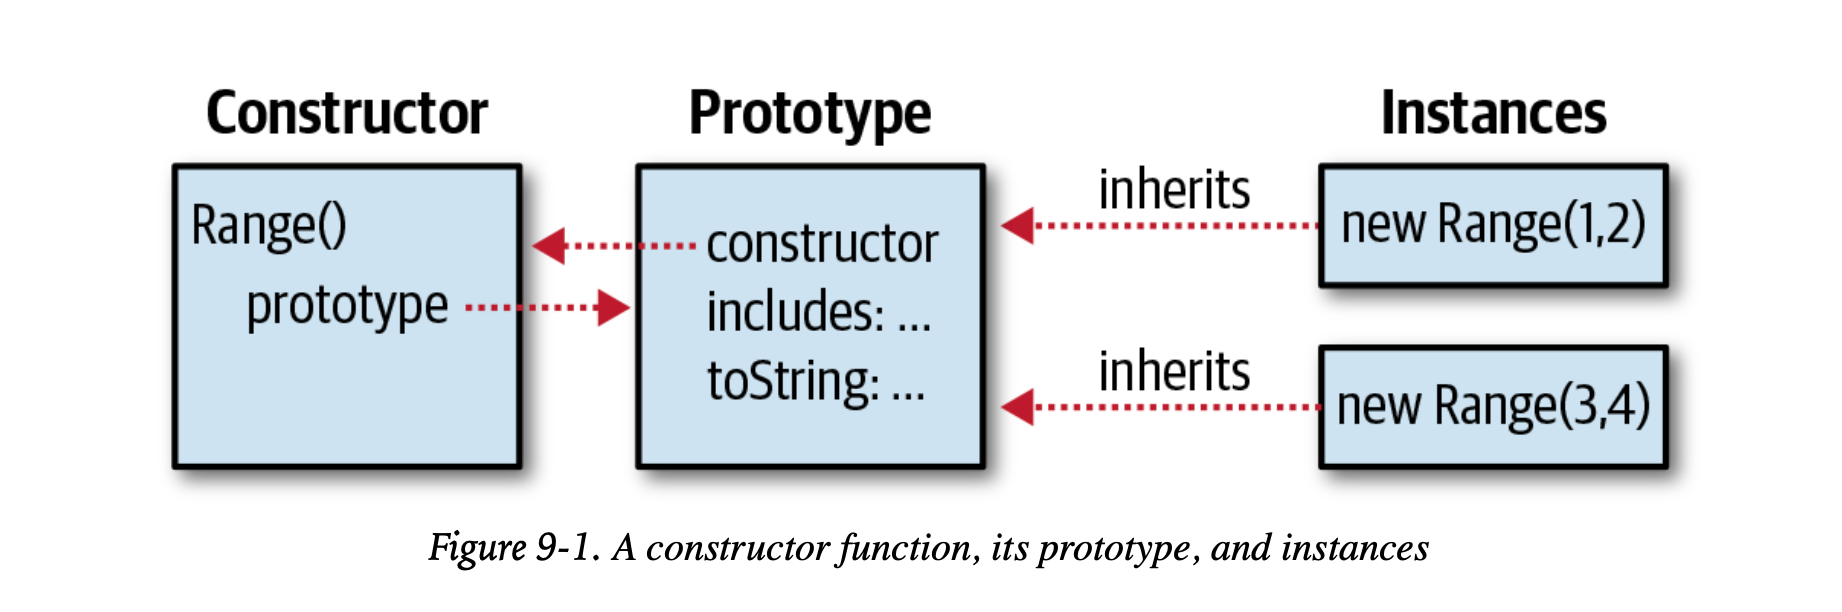 Constructor
Prototype
Instances
Range()
prototype
constructor
includes: ...
toString: ...
inherits
new Range(1,2)
inherits
new Range(3,4)
Figure 9-1. A constructor function, its prototype, and instances